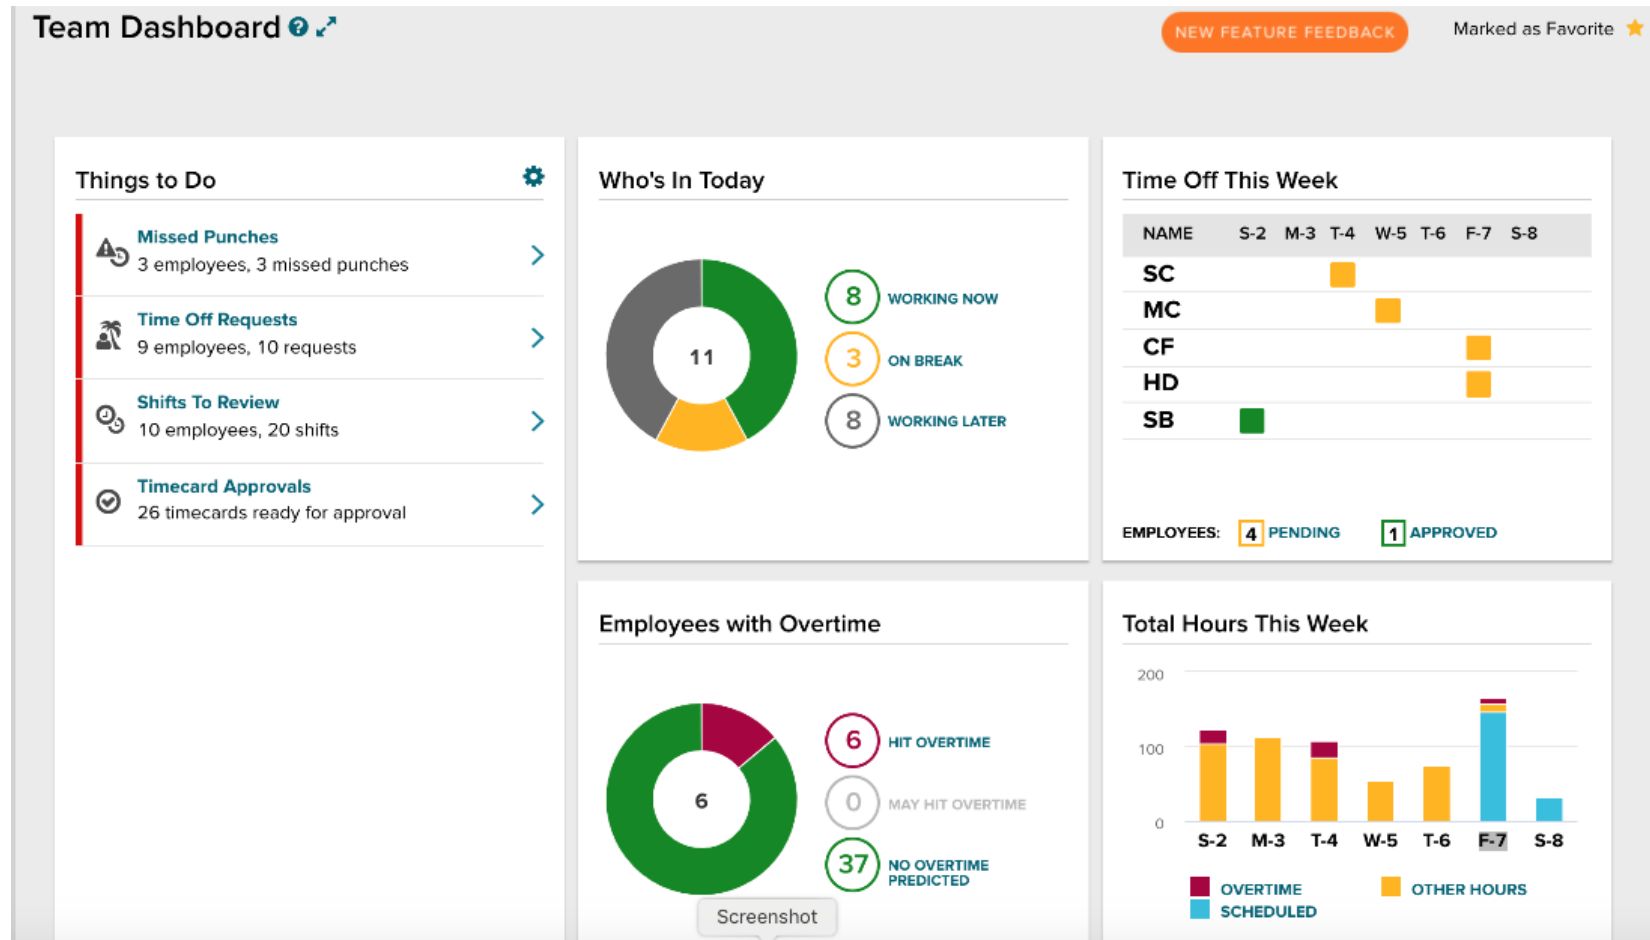 Team Dashboard
NEW FEATURE FEEDBACK
Marked as Favorite
Things to Do
Missed Punches
3 employees, 3 missed punches
Time Off Requests
9 employees, 10 requests
Shifts To Review
10 employees, 20 shifts
Timecard Approvals
26 timecards ready for approval
Who's In Today
11
8 WORKING NOW
3 ON BREAK
8 WORKING LATER
Time Off This Week
NAME S-2 M-3 T-4 W-5 T-6 F-7 S-8
SC
MC
CF
HD
SB
EMPLOYEES: 4 PENDING 1 APPROVED
Employees with Overtime
6
6 HIT OVERTIME
0 MAY HIT OVERTIME
37 NO OVERTIME
PREDICTED
Screenshot
Total Hours This Week
200
100
0
S-2 M-3 T-4 W-5 T-6 F-7 S-8
OVERTIME OTHER HOURS
SCHEDULED